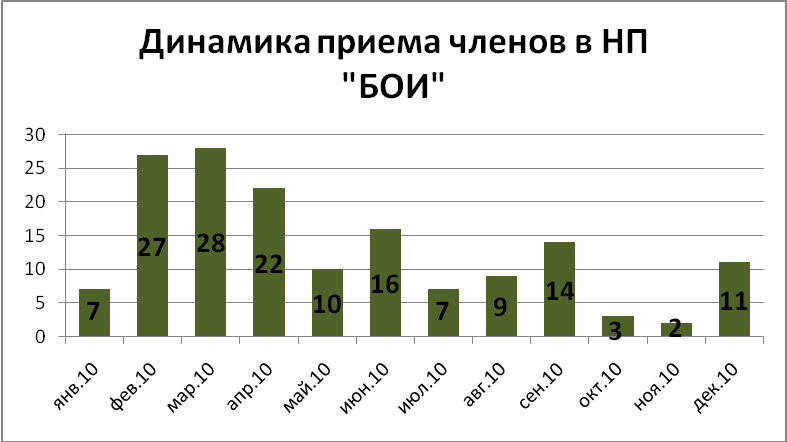 Динамика приема членов в НП
"БОИ"
30
25
20
15
10
5
0
7
27
28
22
10
16
7
9
14
3
2
11
янв.10
фев.10
мар.10
апр.10
май.10
июн.10
июл.10
авг.10
сен.10
окт.10
ноя.10
дек.10